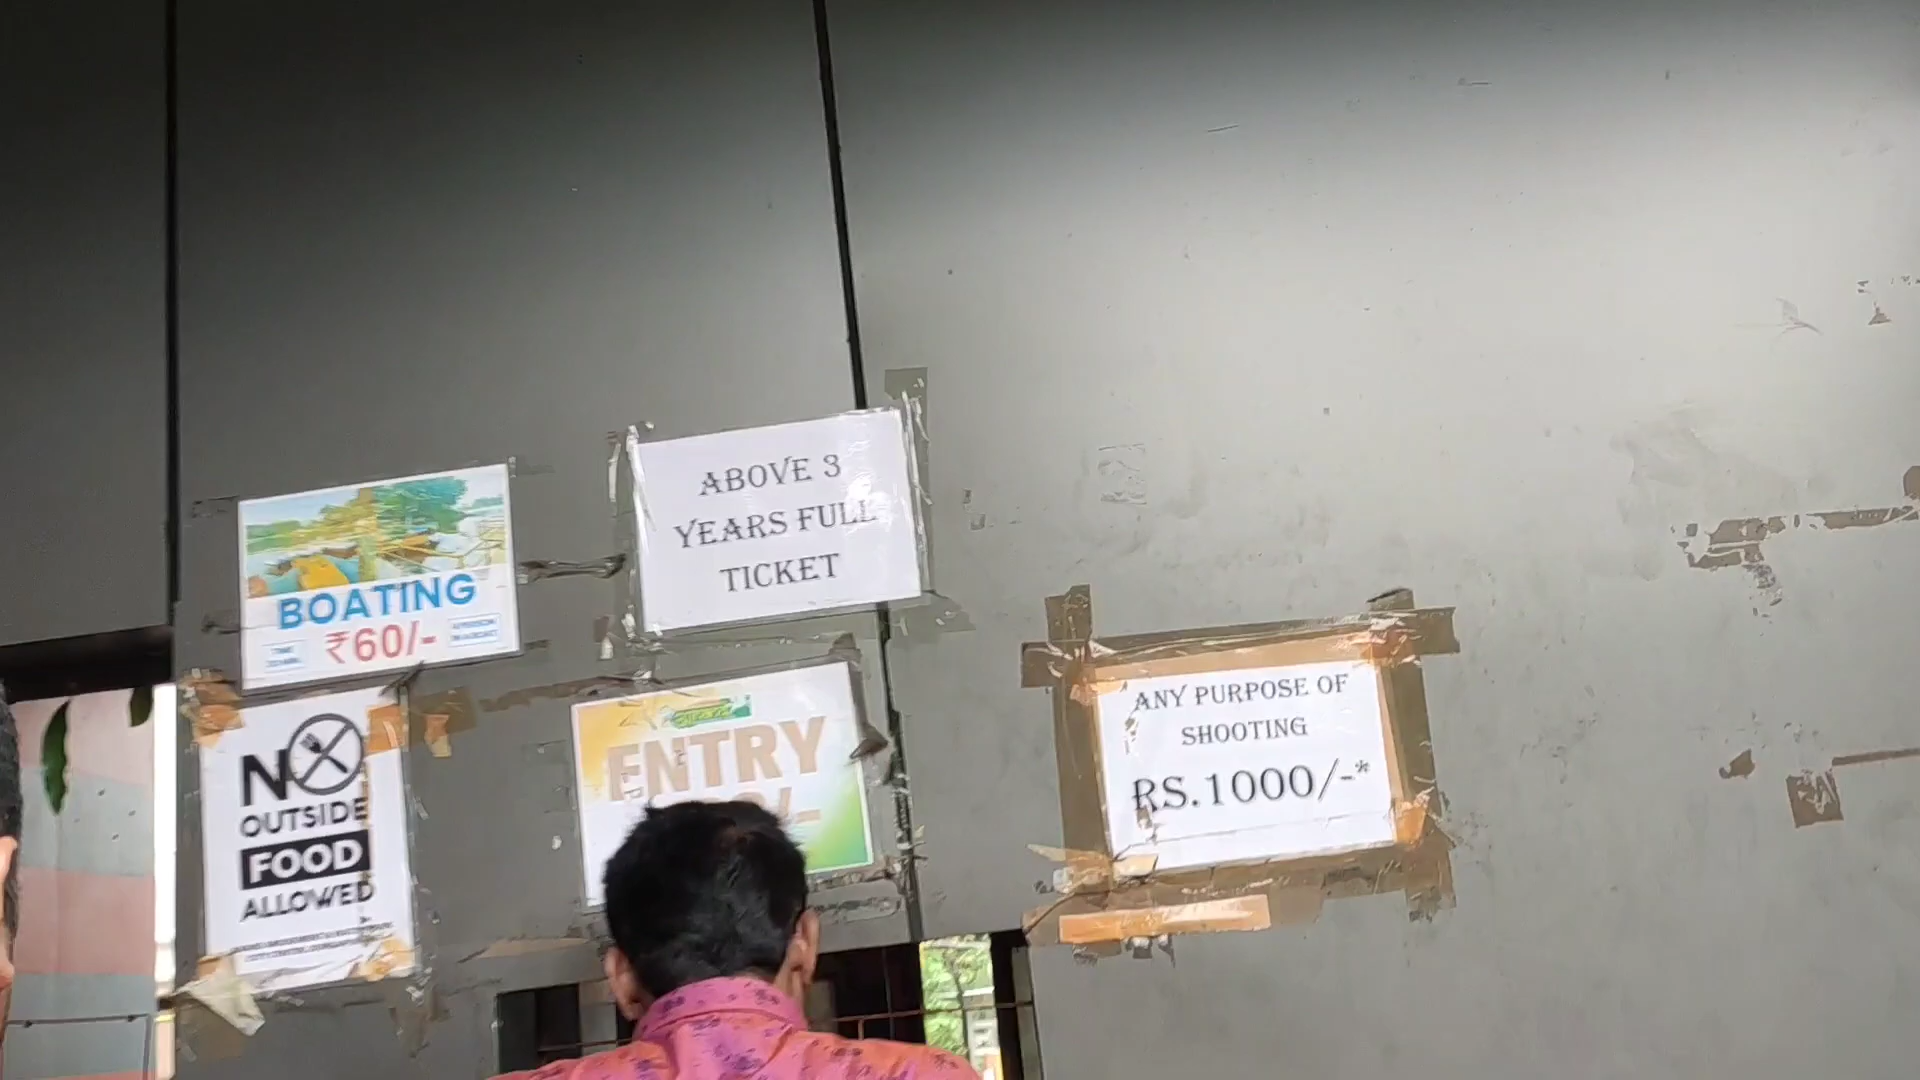 ABOVE 3
YEARS FULL
TICKET
BOATING
₹60/-
NO
OUTSIDE
FOOD
ALLOWED
ENTRY
ANY PURPOSE OF
SHOOTING
RS.1000/-*